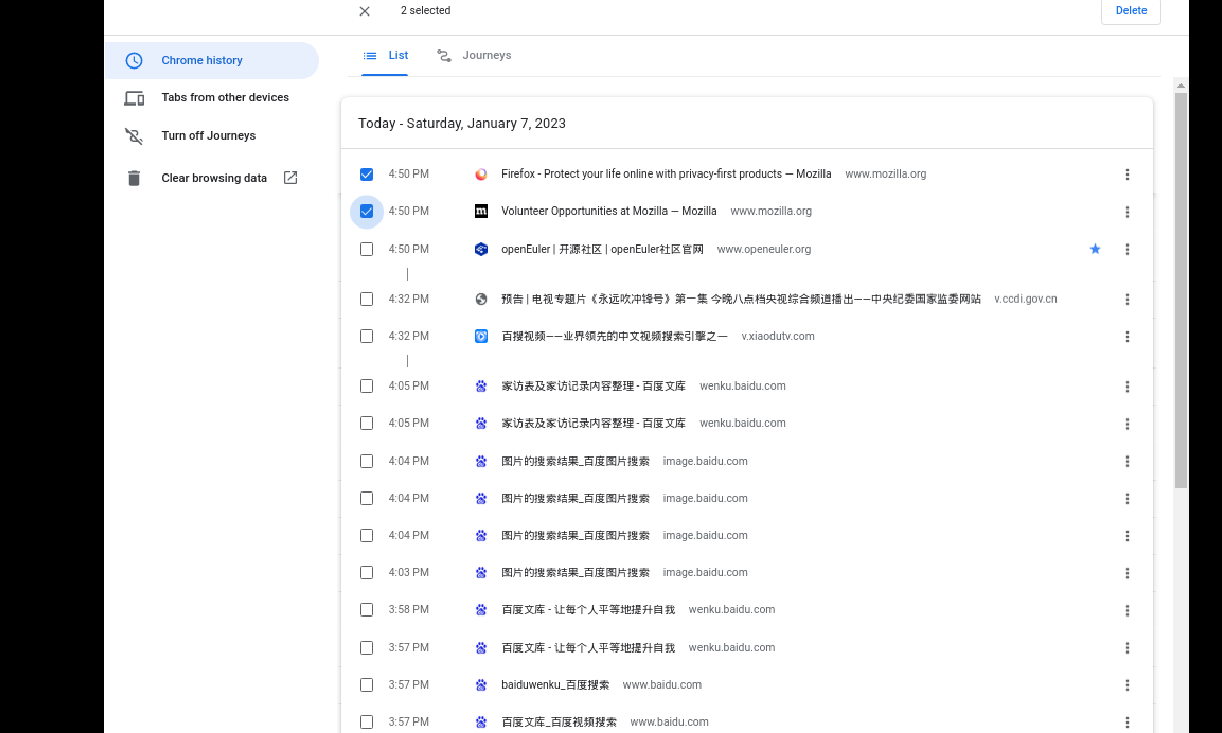 2 selected
Delete
Chrome history
Tabs from other devices
Turn off Journeys
Clear browsing data
List
Journeys
Today - Saturday, January 7, 2023
4:50 PM Firefox - Protect your life online with privacy-first products — Mozilla www.mozilla.org
4:50 PM Volunteer Opportunities at Mozilla — Mozilla www.mozilla.org
4:50 PM openEuler | 开源社区 | openEuler社区官网 www.openeuler.org
4:32 PM 预告 | 电视专题片《永远吹冲锋号》第一集 今晚八点档央视综合频道播出——中央纪委国家监委网站 v.ccdi.gov.cn
4:32 PM 百搜视频——业界领先的中文视频搜索引擎之一 v.xiaodutv.com
4:05 PM 家访表及家访记录内容整理 - 百度文库 wenku.baidu.com
4:05 PM 家访表及家访记录内容整理 - 百度文库 wenku.baidu.com
4:04 PM 图片的搜索结果_百度图片搜索 image.baidu.com
4:04 PM 图片的搜索结果_百度图片搜索 image.baidu.com
4:04 PM 图片的搜索结果_百度图片搜索 image.baidu.com
4:03 PM 图片的搜索结果_百度图片搜索 image.baidu.com
3:58 PM 百度文库 - 让每个人平等地提升自我 wenku.baidu.com
3:57 PM 百度文库 - 让每个人平等地提升自我 wenku.baidu.com
3:57 PM baiduwenku_百度搜索 www.baidu.com
3:57 PM 百度文库_百度视频搜索 www.baidu.com